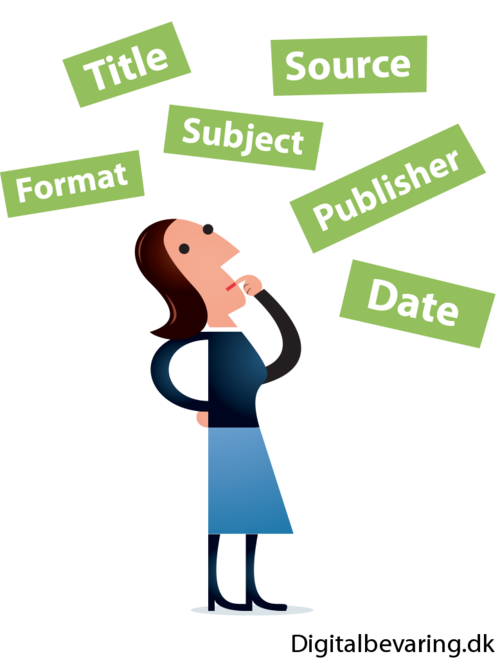 Title
Source
Subject
Format
Publisher
Date
Digitalbevaring.dk